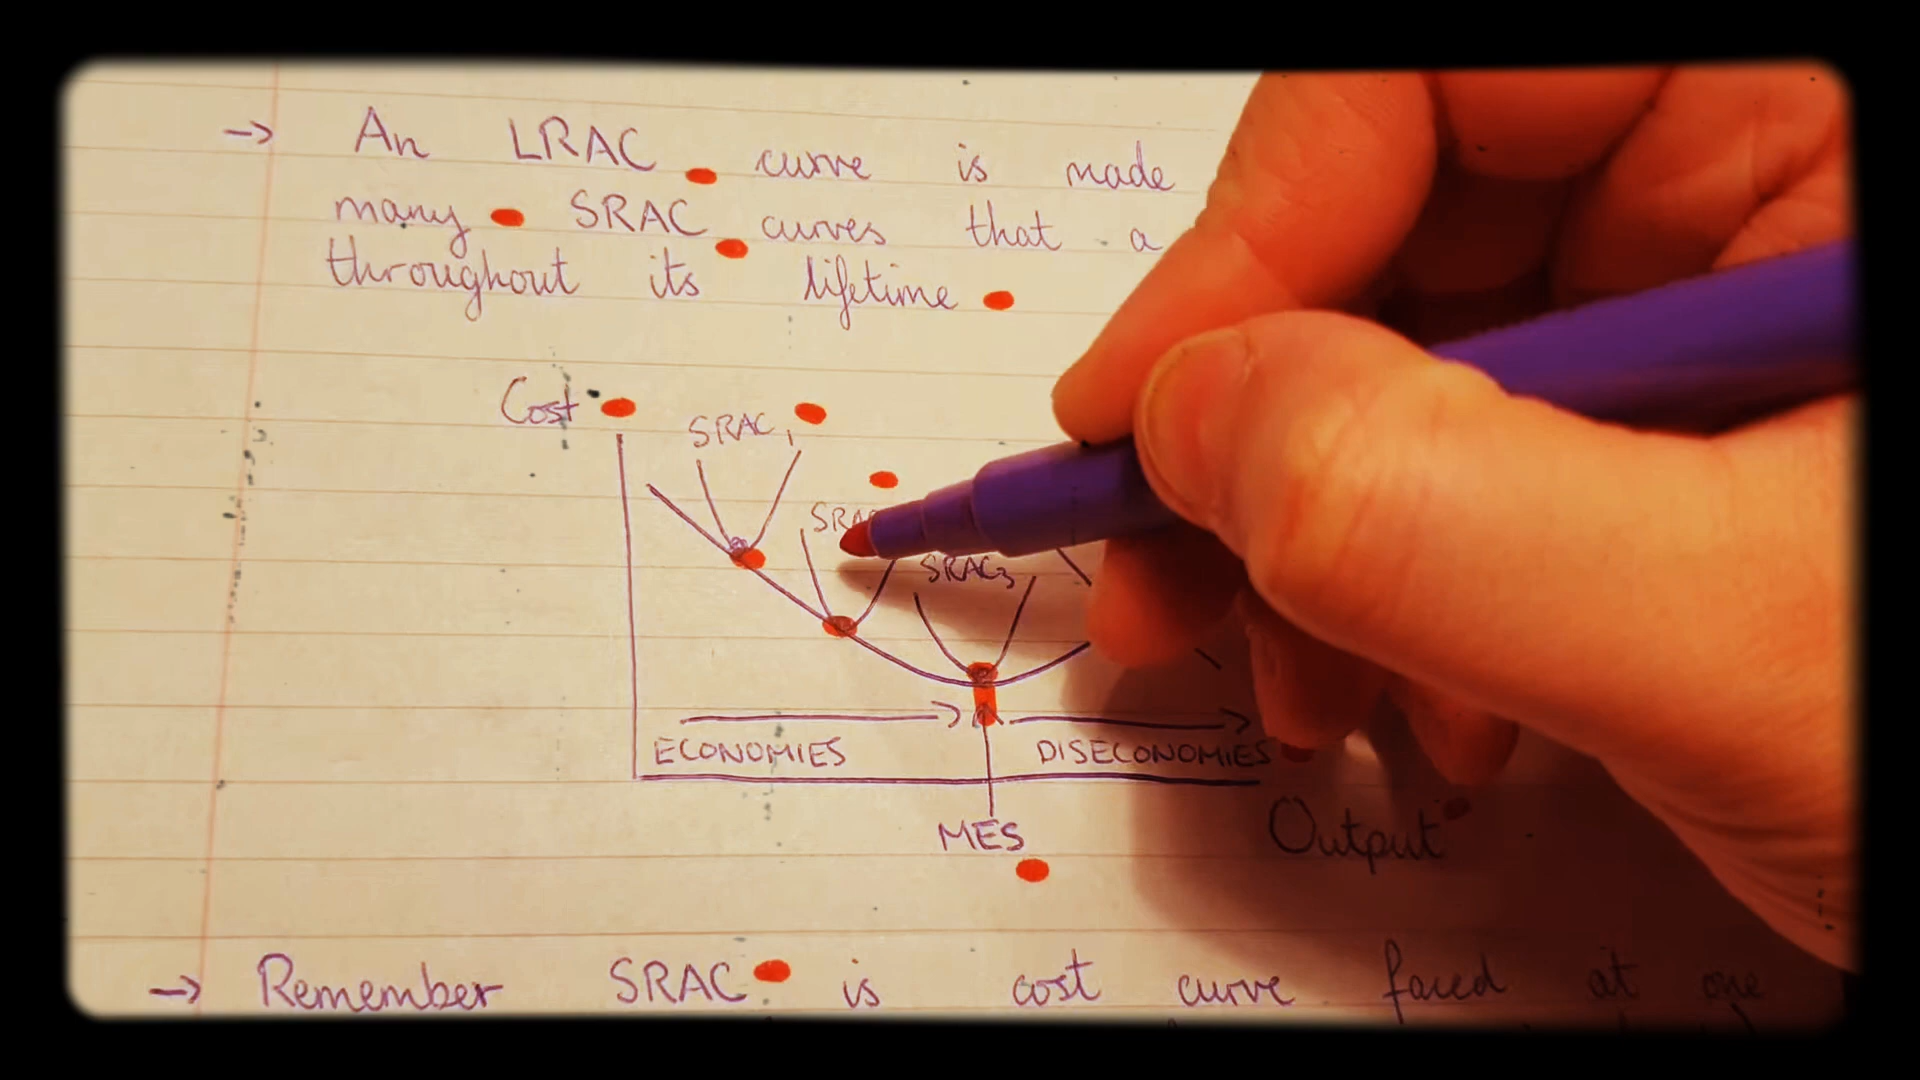 → An LRAC curve is made
many SRAC curves that a
throughout its lifetime
Cost
SRAC1
SRAC
SRAC3
ECONOMIES
DISECONOMIES
MES
Output
→ Remember SRAC is cost curve faced at one